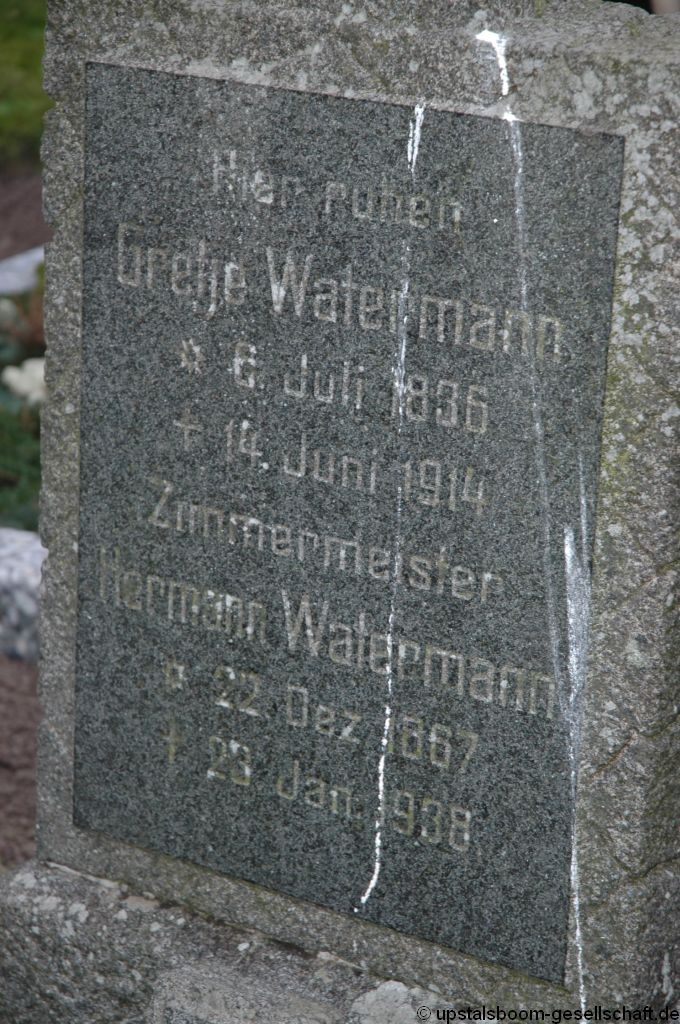 Hier ruhen
Gretje Watermann
* 6. Juli 1836
† 14. Juni 1914
Zimmermeister
Hermann Watermann
* 22. Dez. 1867
† 23. Jan. 1938
© upstalsboom-gesellschaft.de